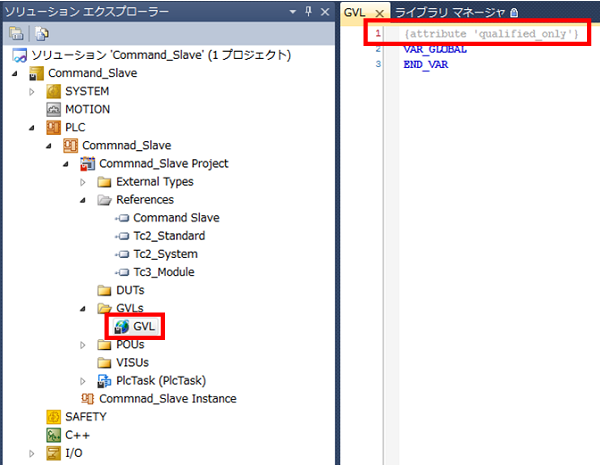 ソリューション エクスプローラー
ソリューション 'Command_Slave' (1 プロジェクト)
Command_Slave
SYSTEM
MOTION
PLC
Commnad_Slave
Commnad_Slave Project
External Types
References
Command Slave
Tc2_Standard
Tc2_System
Tc3_Module
DUTs
GVLs
GVL
POUs
VISUs
PlcTask (PlcTask)
Commnad_Slave Instance
SAFETY
C++
I/O
GVL ライブラリ マネージャ
1 {attribute 'qualified_only'}
2 VAR_GLOBAL
3 END_VAR